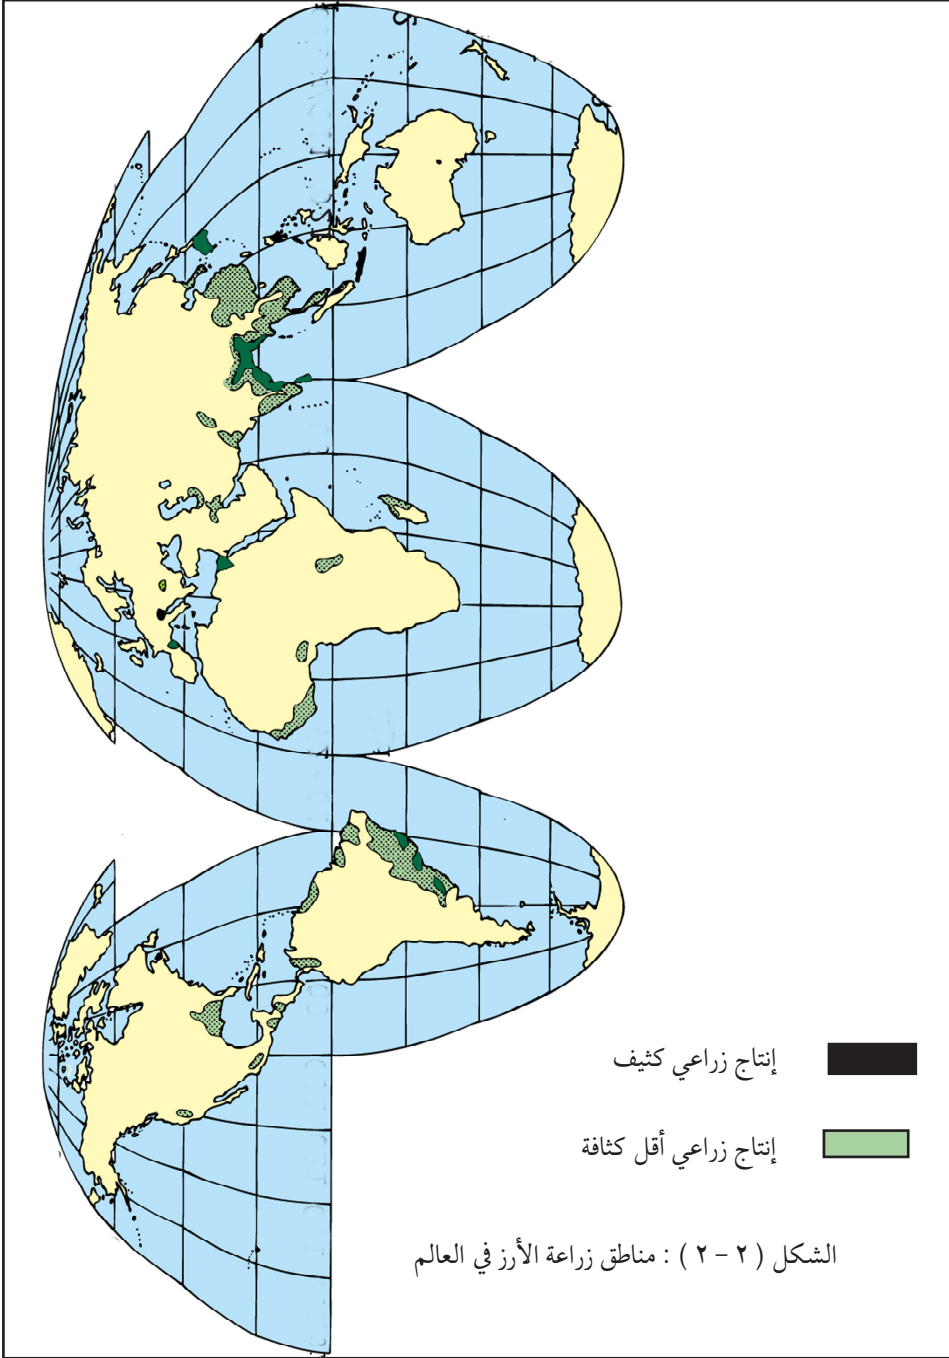 إنتاج زراعي كثيف
إنتاج زراعي أقل كثافة
الشكل ( ٢ - ٢ ) : مناطق زراعة الأرز في العالم